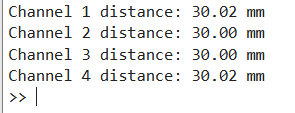 Channel 1 distance: 30.02 mm
Channel 2 distance: 30.00 mm
Channel 3 distance: 30.00 mm
Channel 4 distance: 30.02 mm
>>